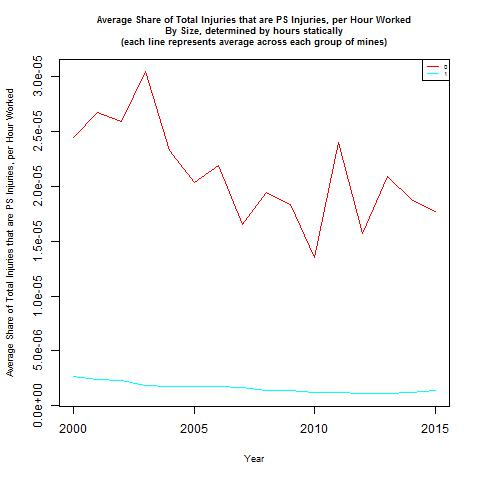 Average Share of Total Injuries that are PS Injuries, per Hour Worked
By Size, determined by hours statically
(each line represents average across each group of mines)
0
1
Average Share of Total Injuries that are PS Injuries, per Hour Worked
3.0e-05
2.5e-05
2.0e-05
1.5e-05
1.0e-05
5.0e-06
0.0e+00
2000 2005 2010 2015
Year